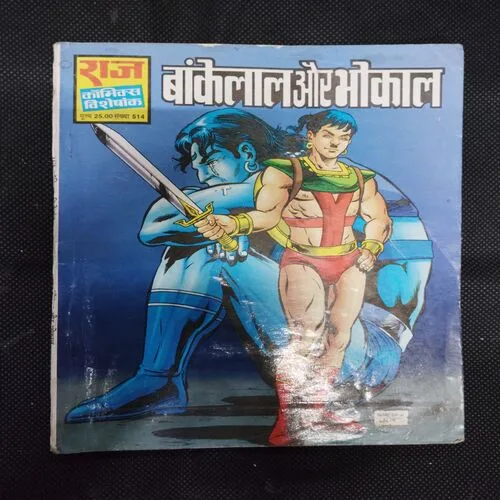 राज
कॉमिक्स
विशेषांक
मूल्य 25.00 संख्या 514
बांकेलाल और भोकाल
T